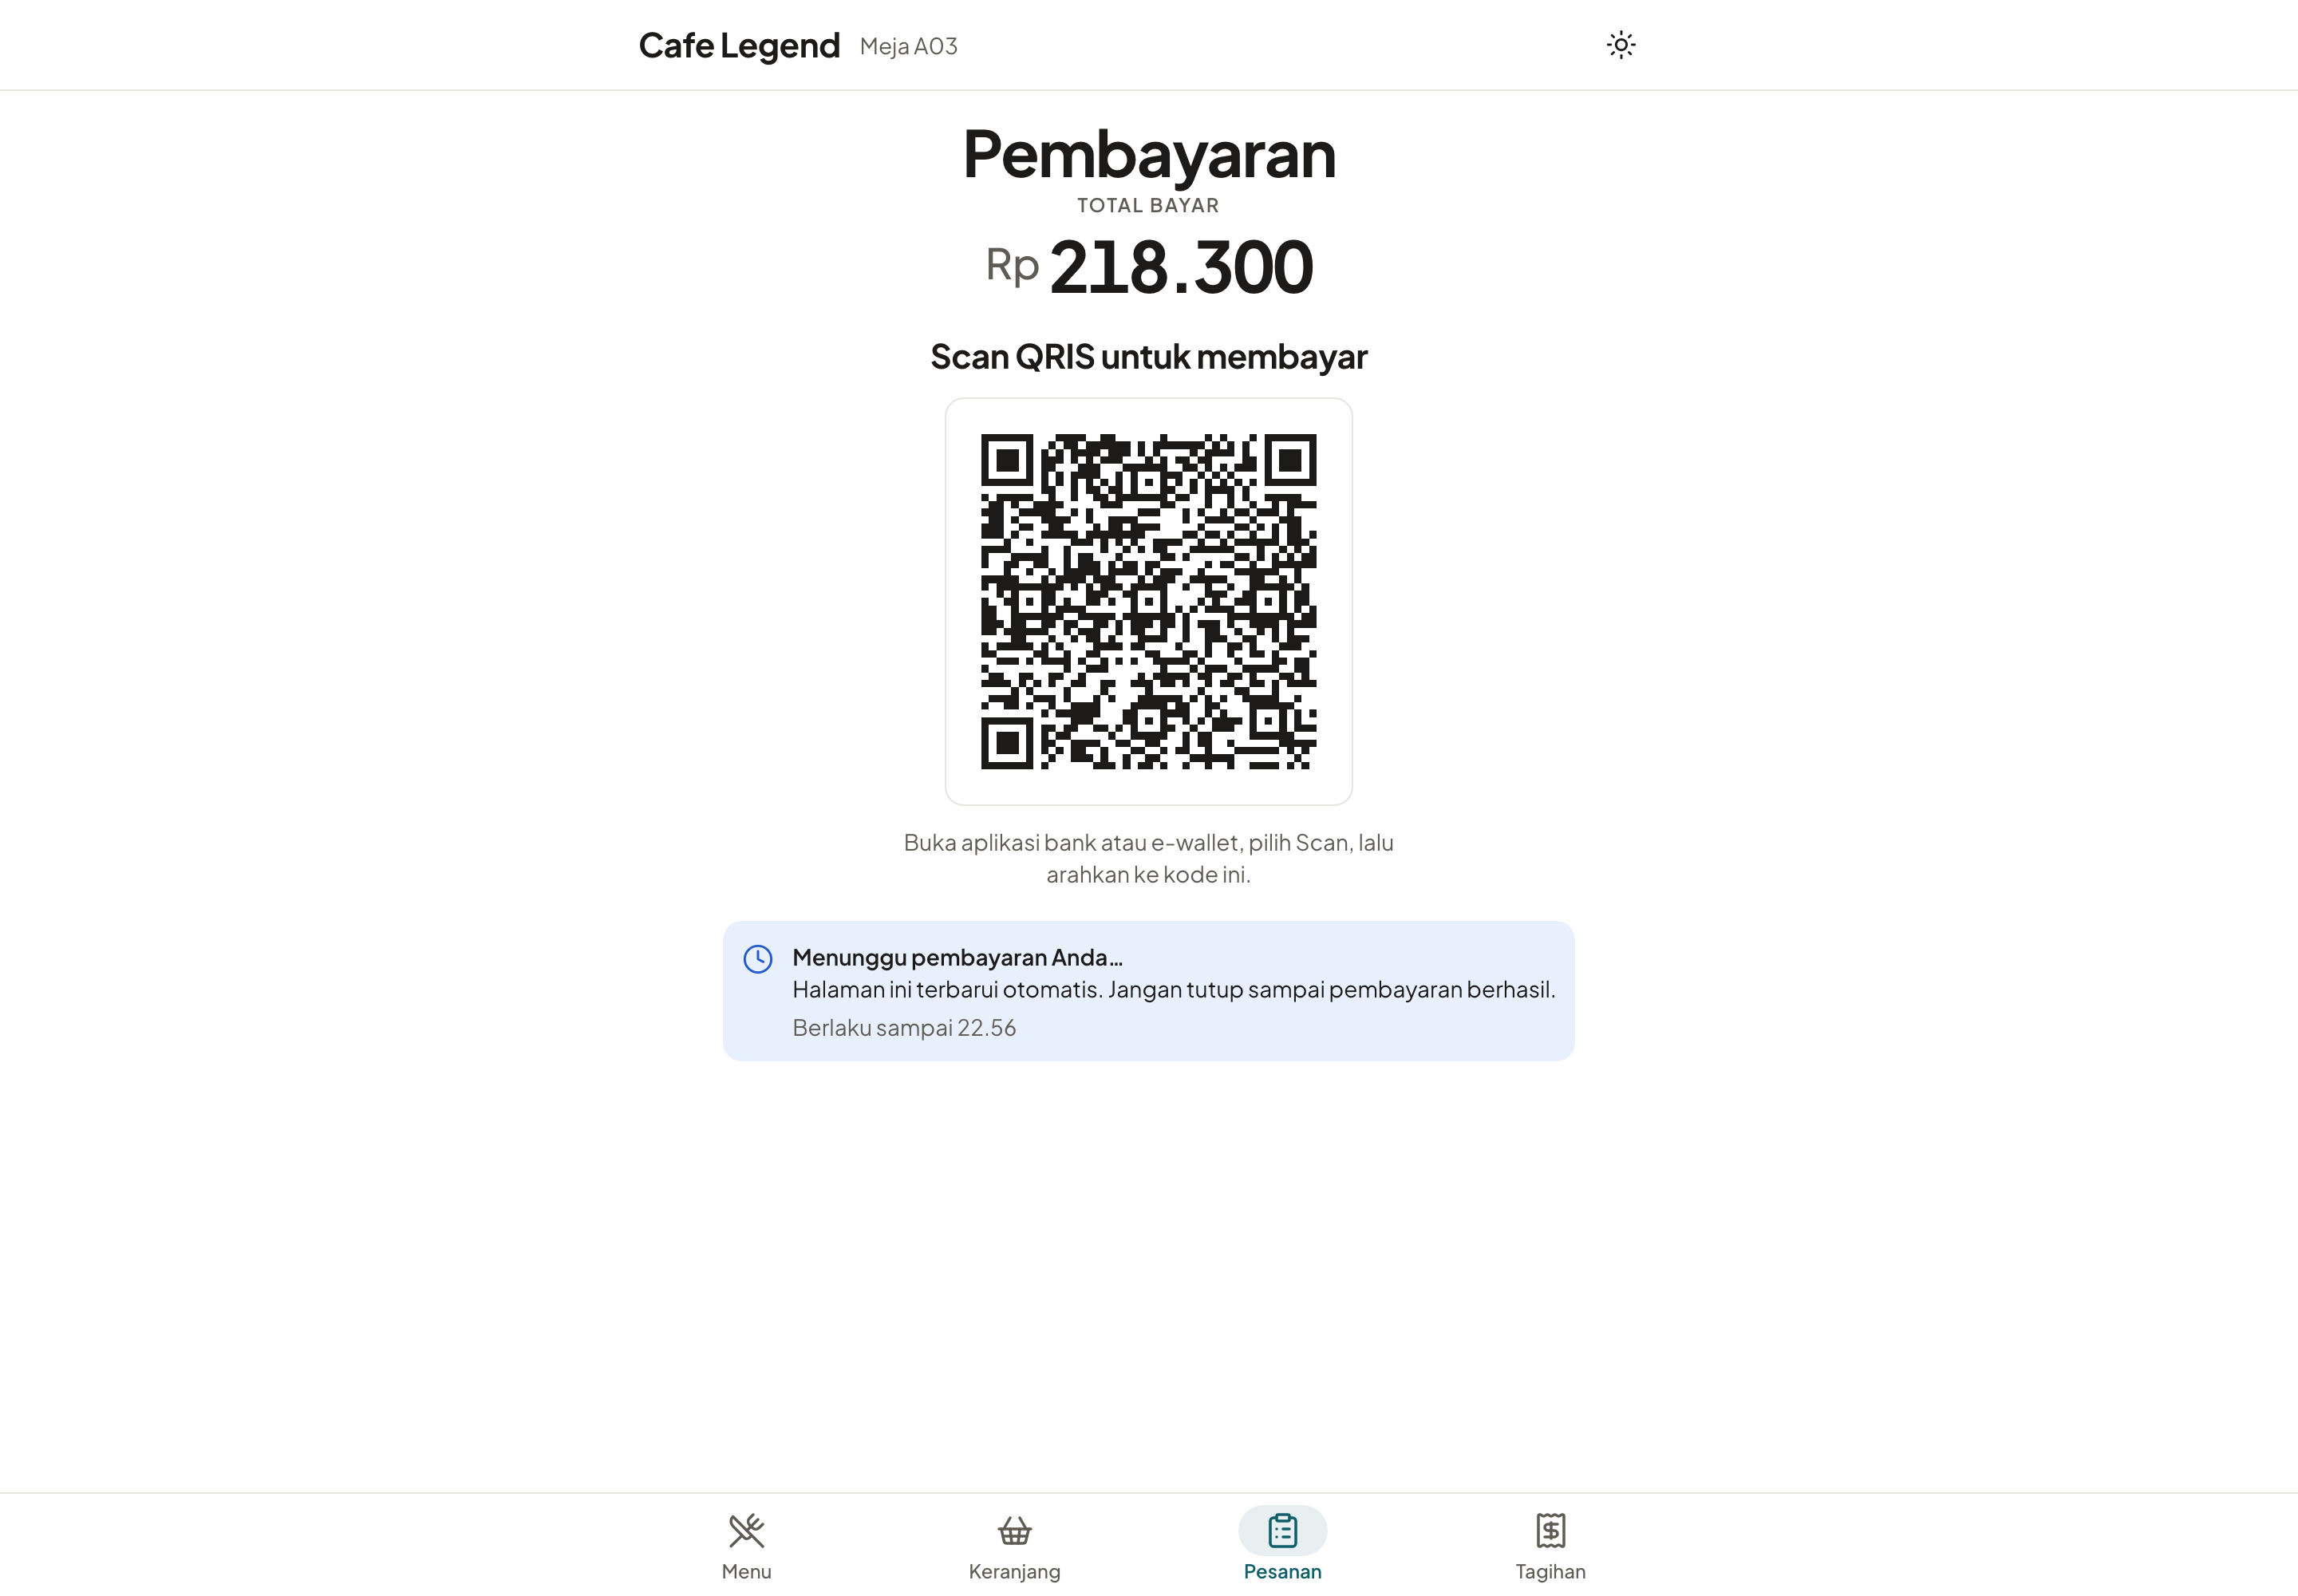 Cafe Legend Meja A03
Pembayaran
TOTAL BAYAR
Rp 218.300
Scan QRIS untuk membayar
Buka aplikasi bank atau e-wallet, pilih Scan, lalu
arahkan ke kode ini.
Menunggu pembayaran Anda...
Halaman ini terbarui otomatis. Jangan tutup sampai pembayaran berhasil.
Berlaku sampai 22.56
Menu Keranjang Pesanan Tagihan